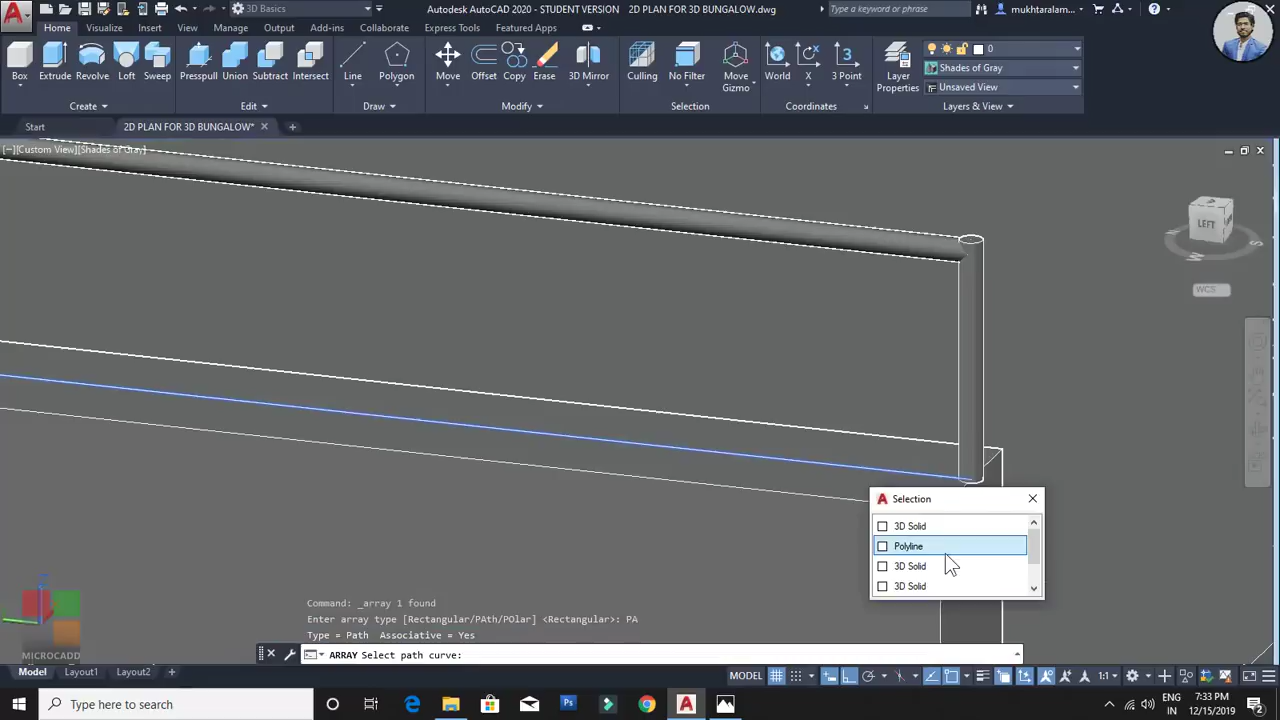 3D Basics
Autodesk AutoCAD 2020 - STUDENT VERSION 2D PLAN FOR 3D BUNGALOW.dwg
Type a keyword or phrase
mukhtaralam...
Home Visualize Insert View Manage Output Add-ins Collaborate Express Tools Featured Apps
Box Extrude Revolve Loft Sweep Presspull Union Subtract Intersect Line Polygon Move Offset Copy Erase 3D Mirror Culling No Filter Move Gizmo World X 3 Point Layer Properties
0
Shades of Gray
Unsaved View
Create Edit Draw Modify Selection Coordinates Layers & View
Start 2D PLAN FOR 3D BUNGALOW*
[−][Custom View][Shades of Gray]
LEFT
W
S
WCS
Selection
3D Solid
Polyline
3D Solid
3D Solid
Command: _array 1 found
Enter array type [Rectangular/PAth/POlar] <Rectangular>: PA
Type = Path Associative = Yes
ARRAY Select path curve:
MICROCADD
Model Layout1 Layout2
MODEL 1:1
Type here to search
ENG
IN
7:33 PM
12/15/2019
2